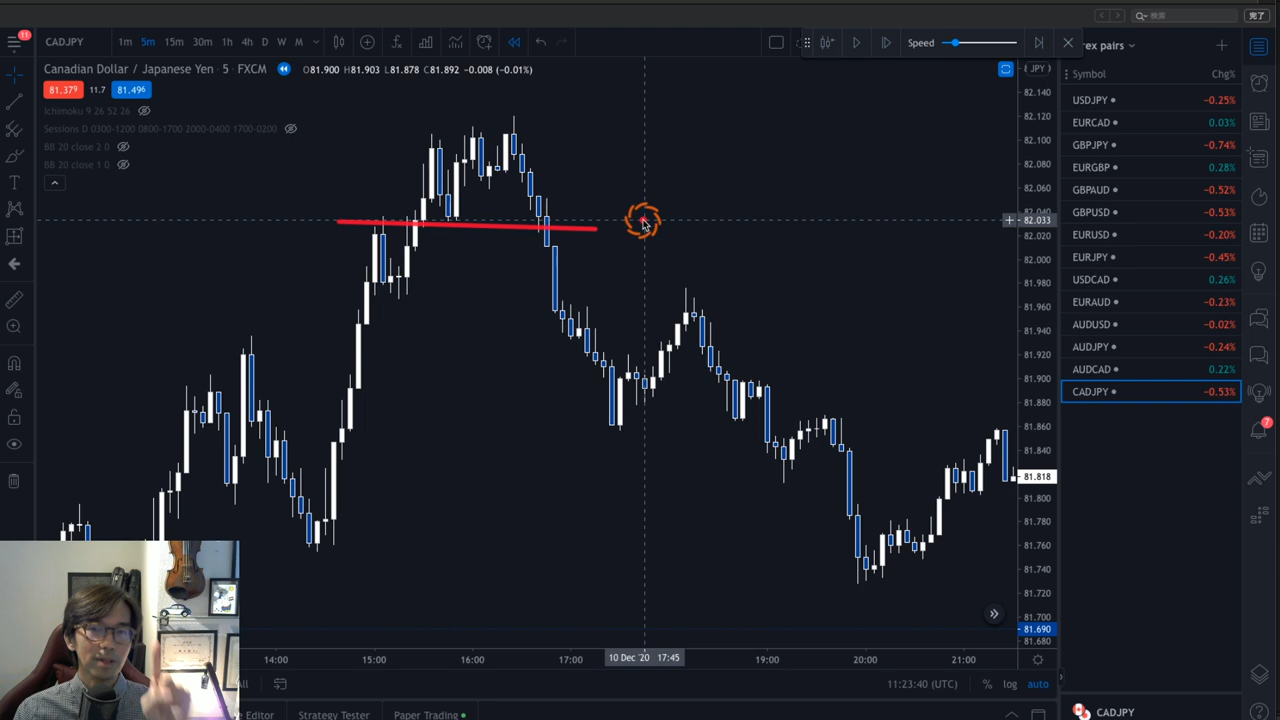 検索
完了
11
CADJPY
1m 5m 15m 30m 1h 4h D W M
Speed
rex pairs
Canadian Dollar / Japanese Yen · 5 · FXCM O81.900 H81.903 L81.878 C81.892 -0.008 (-0.01%)
JPY
81.379 11.7 81.496
Ichimoku 9 26 52 26
Sessions D 0300-1200 0800-1700 2000-0400 1700-0200
BB 20 close 2 0
BB 20 close 1 0
82.140
82.120
82.100
82.080
82.060
82.040
82.033
82.020
82.000
81.980
81.960
81.940
81.920
81.900
81.880
81.860
81.840
81.818
81.800
81.780
81.760
81.740
81.720
81.700
81.690
81.680
Symbol Chg%
USDJPY -0.25%
EURCAD 0.03%
GBPJPY -0.74%
EURGBP 0.28%
GBPAUD -0.52%
GBPUSD -0.53%
EURUSD -0.20%
EURJPY -0.45%
USDCAD 0.26%
EURAUD -0.23%
AUDUSD -0.02%
AUDJPY -0.24%
AUDCAD 0.22%
CADJPY -0.53%
7
14:00 15:00 16:00 17:00 10 Dec '20 17:45 19:00 20:00 21:00
All
11:23:40 (UTC) % log auto
e Editor Strategy Tester Paper Trading
CADJPY